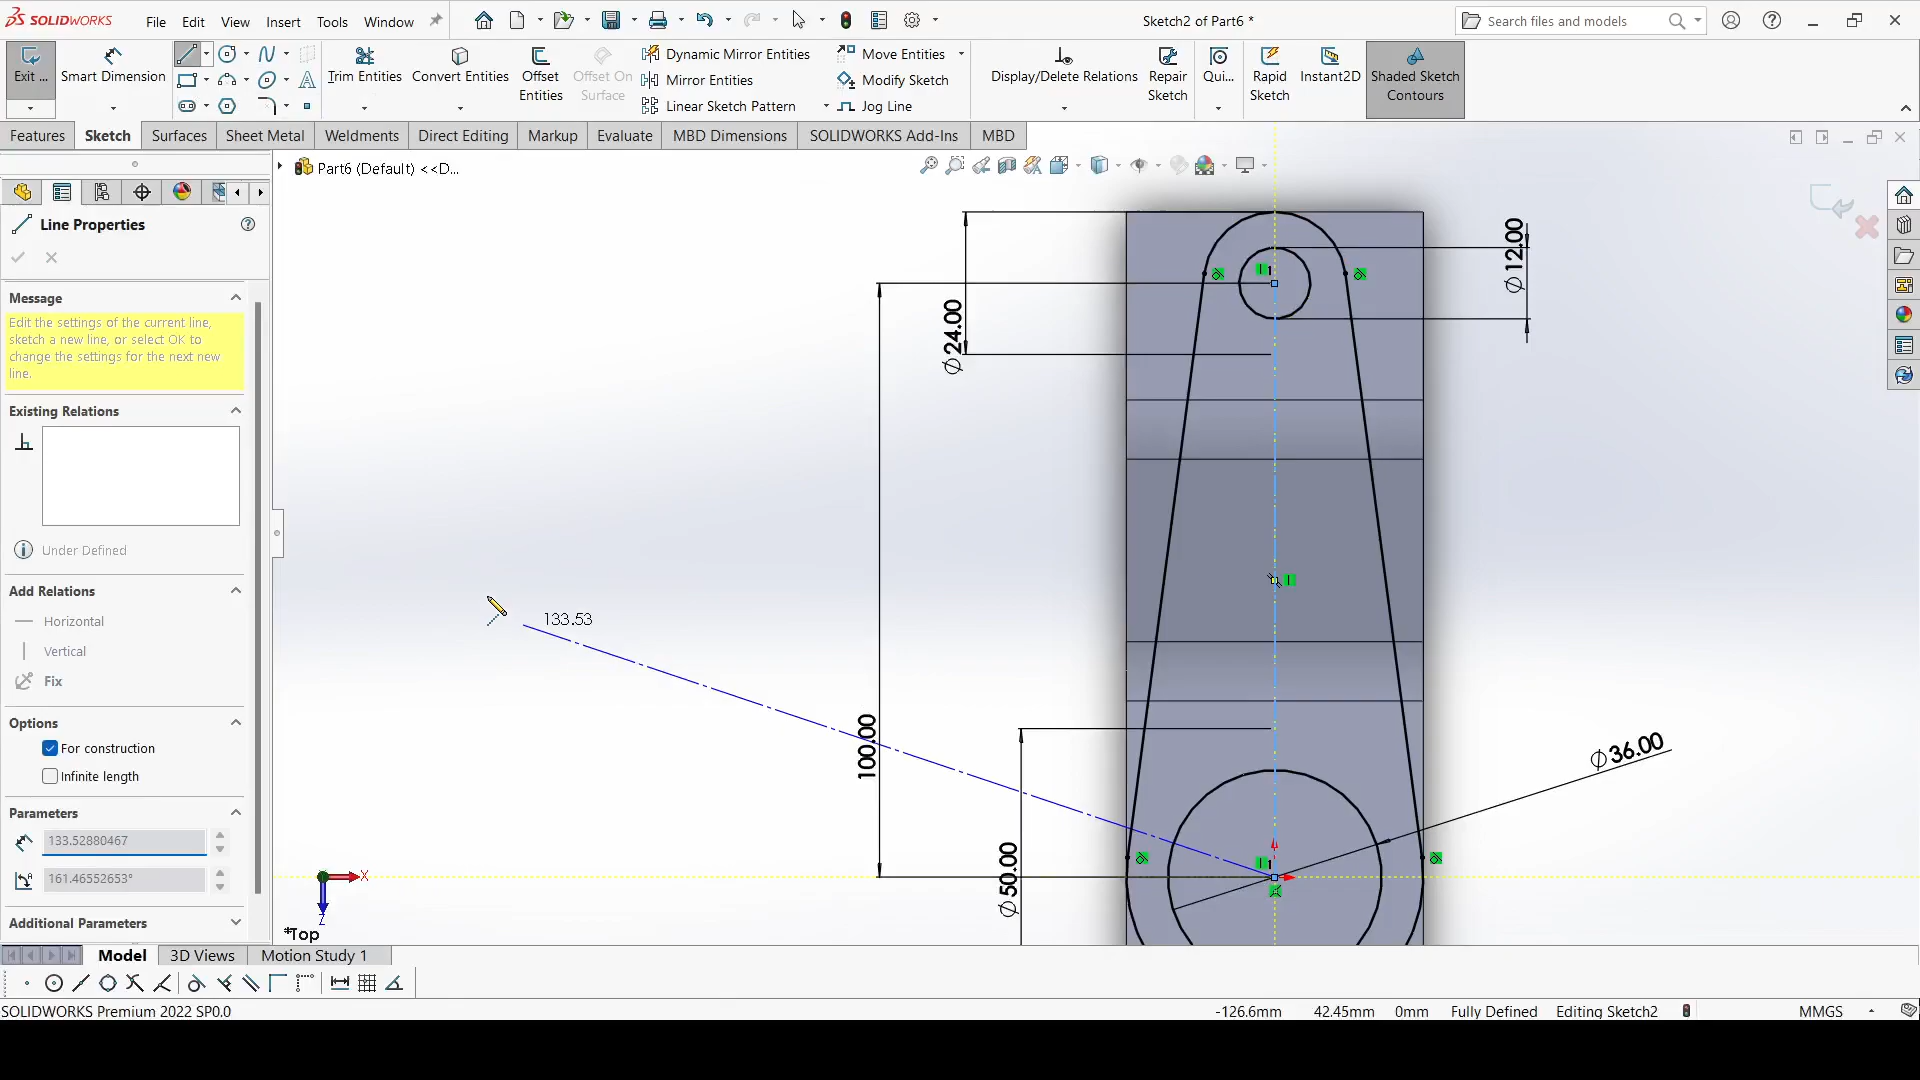 SOLIDWORKS
File Edit View Insert Tools Window
Sketch2 of Part6 *
Search files and models
Exit ...
Smart Dimension
Trim Entities
Convert Entities
Offset Entities
Offset On Surface
Dynamic Mirror Entities
Mirror Entities
Linear Sketch Pattern
Move Entities
Modify Sketch
Jog Line
Display/Delete Relations
Repair Sketch
Qui...
Rapid Sketch
Instant2D
Shaded Sketch Contours
Features Sketch Surfaces Sheet Metal Weldments Direct Editing Markup Evaluate MBD Dimensions SOLIDWORKS Add-Ins MBD
Part6 (Default) <<D...
Line Properties
Message
Edit the settings of the current line,
sketch a new line, or select OK to
change the settings for the next new
line.
Existing Relations
Under Defined
Add Relations
Horizontal
Vertical
Fix
Options
For construction
Infinite length
Parameters
133.52880467
161.46552653°
Additional Parameters
∅24.00
∅12.00
133.53
100.00
∅36.00
∅50.00
X
Z
*Top
Model 3D Views Motion Study 1
SOLIDWORKS Premium 2022 SP0.0
-126.6mm 42.45mm 0mm Fully Defined Editing Sketch2 MMGS